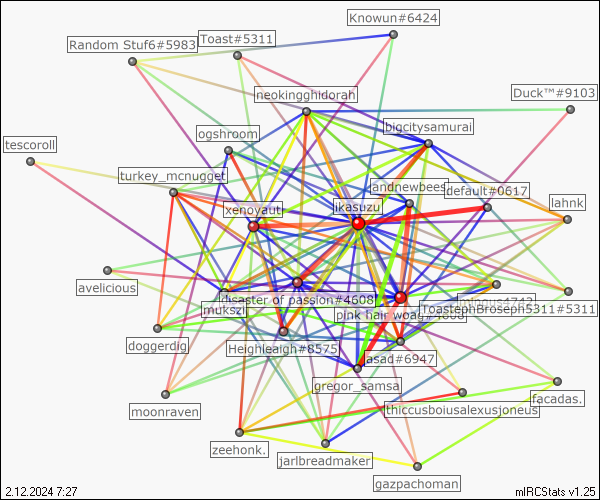 Knowun#6424
Random Stuf6#5983
Toast#5311
Duck™#9103
neokingghidorah
ogshroom
bigcitysamurai
tescoroll
turkey_mcnugget
andnewbees
default#0617
xenoyaut
ikasuzu
lahnk
avelicious
disaster of passion#4608
mukszi
pink hair woag#4068
ToastephBroseph5311#5311
doggerdig
Heighleaigh#8575
asad#6947
gregor_samsa
moonraven
thiccusboiusalexusjoneus
facadas.
zeehonk.
jarlbreadmaker
gazpachoman
2.12.2024 7:27
mIRCStats v1.25